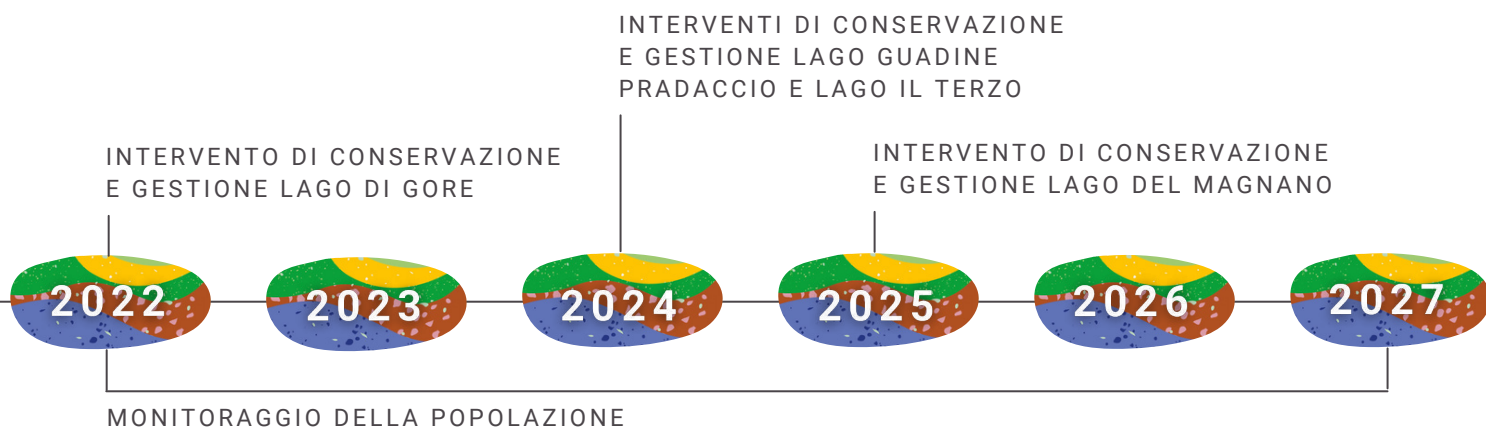 INTERVENTI DI CONSERVAZIONE
E GESTIONE LAGO GUADINE
PRADACCIO E LAGO IL TERZO
INTERVENTO DI CONSERVAZIONE
E GESTIONE LAGO DI GORE
INTERVENTO DI CONSERVAZIONE
E GESTIONE LAGO DEL MAGNANO
2022
2023
2024
2025
2026
2027
MONITORAGGIO DELLA POPOLAZIONE